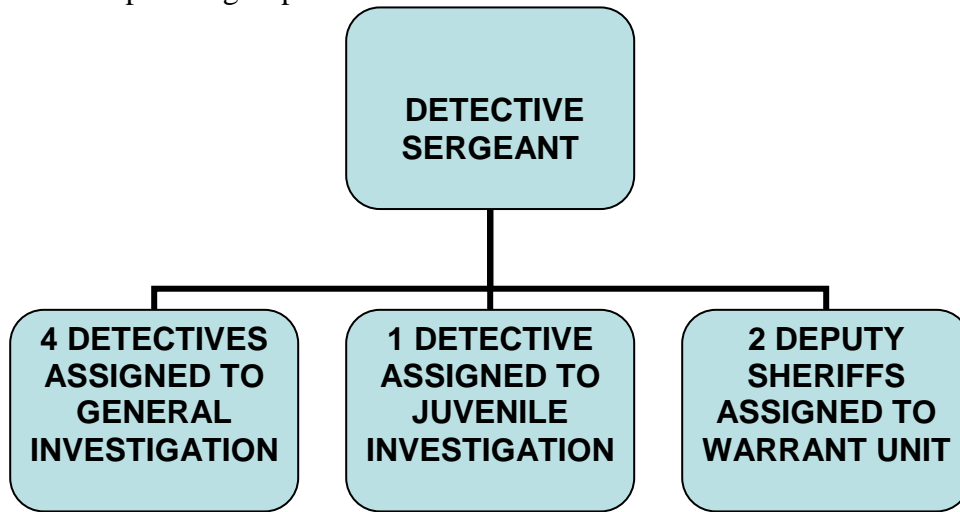 DETECTIVE
SERGEANT
4 DETECTIVES
ASSIGNED TO
GENERAL
INVESTIGATION
1 DETECTIVE
ASSIGNED TO
JUVENILE
INVESTIGATION
2 DEPUTY
SHERIFFS
ASSIGNED TO
WARRANT UNIT